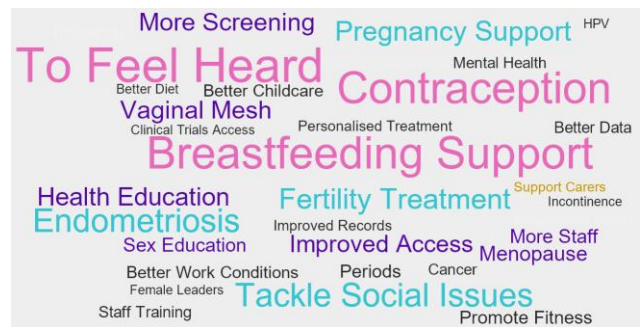 More Screening
Pregnancy Support
HPV
To Feel Heard
Mental Health
Contraception
Better Diet
Better Childcare
Vaginal Mesh
Clinical Trials Access
Personalised Treatment
Better Data
Breastfeeding Support
Health Education
Fertility Treatment
Support Carers
Incontinence
Endometriosis
Improved Records
Sex Education
Improved Access
More Staff
Menopause
Better Work Conditions
Periods
Cancer
Female Leaders
Tackle Social Issues
Staff Training
Promote Fitness